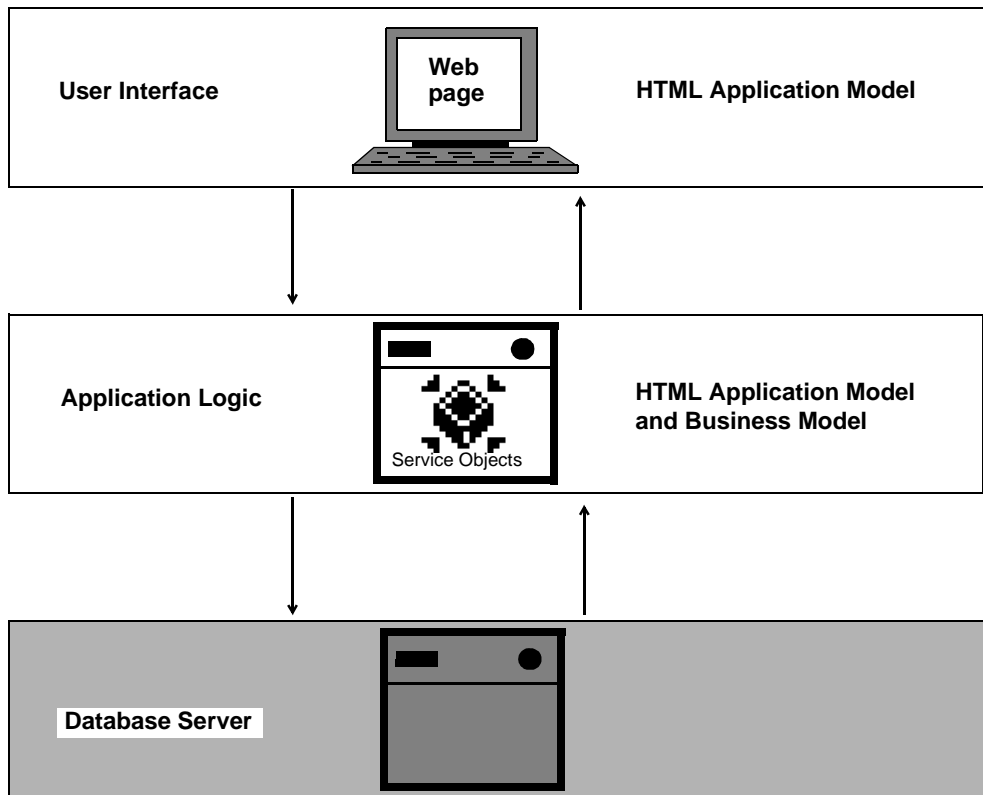 User Interface
Web
page
HTML Application Model
Application Logic
Service Objects
HTML Application Model
and Business Model
Database Server